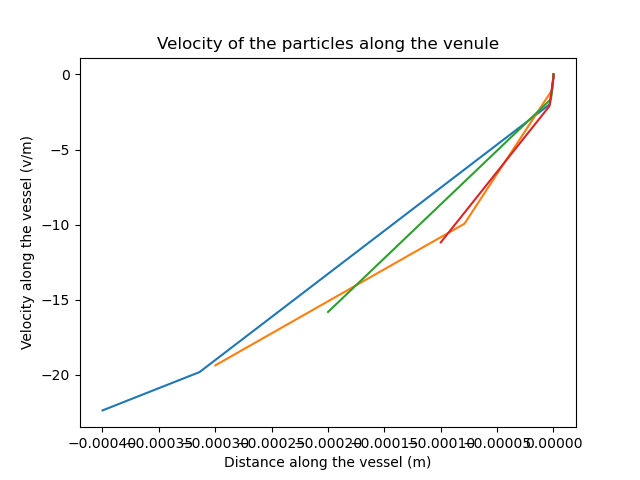 Velocity of the particles along the venule
Velocity along the vessel (v/m)
0
−5
−10
−15
−20
−0.00040 −0.00035 −0.00030 −0.00025 −0.00020 −0.00015 −0.00010 −0.00005 0.00000
Distance along the vessel (m)